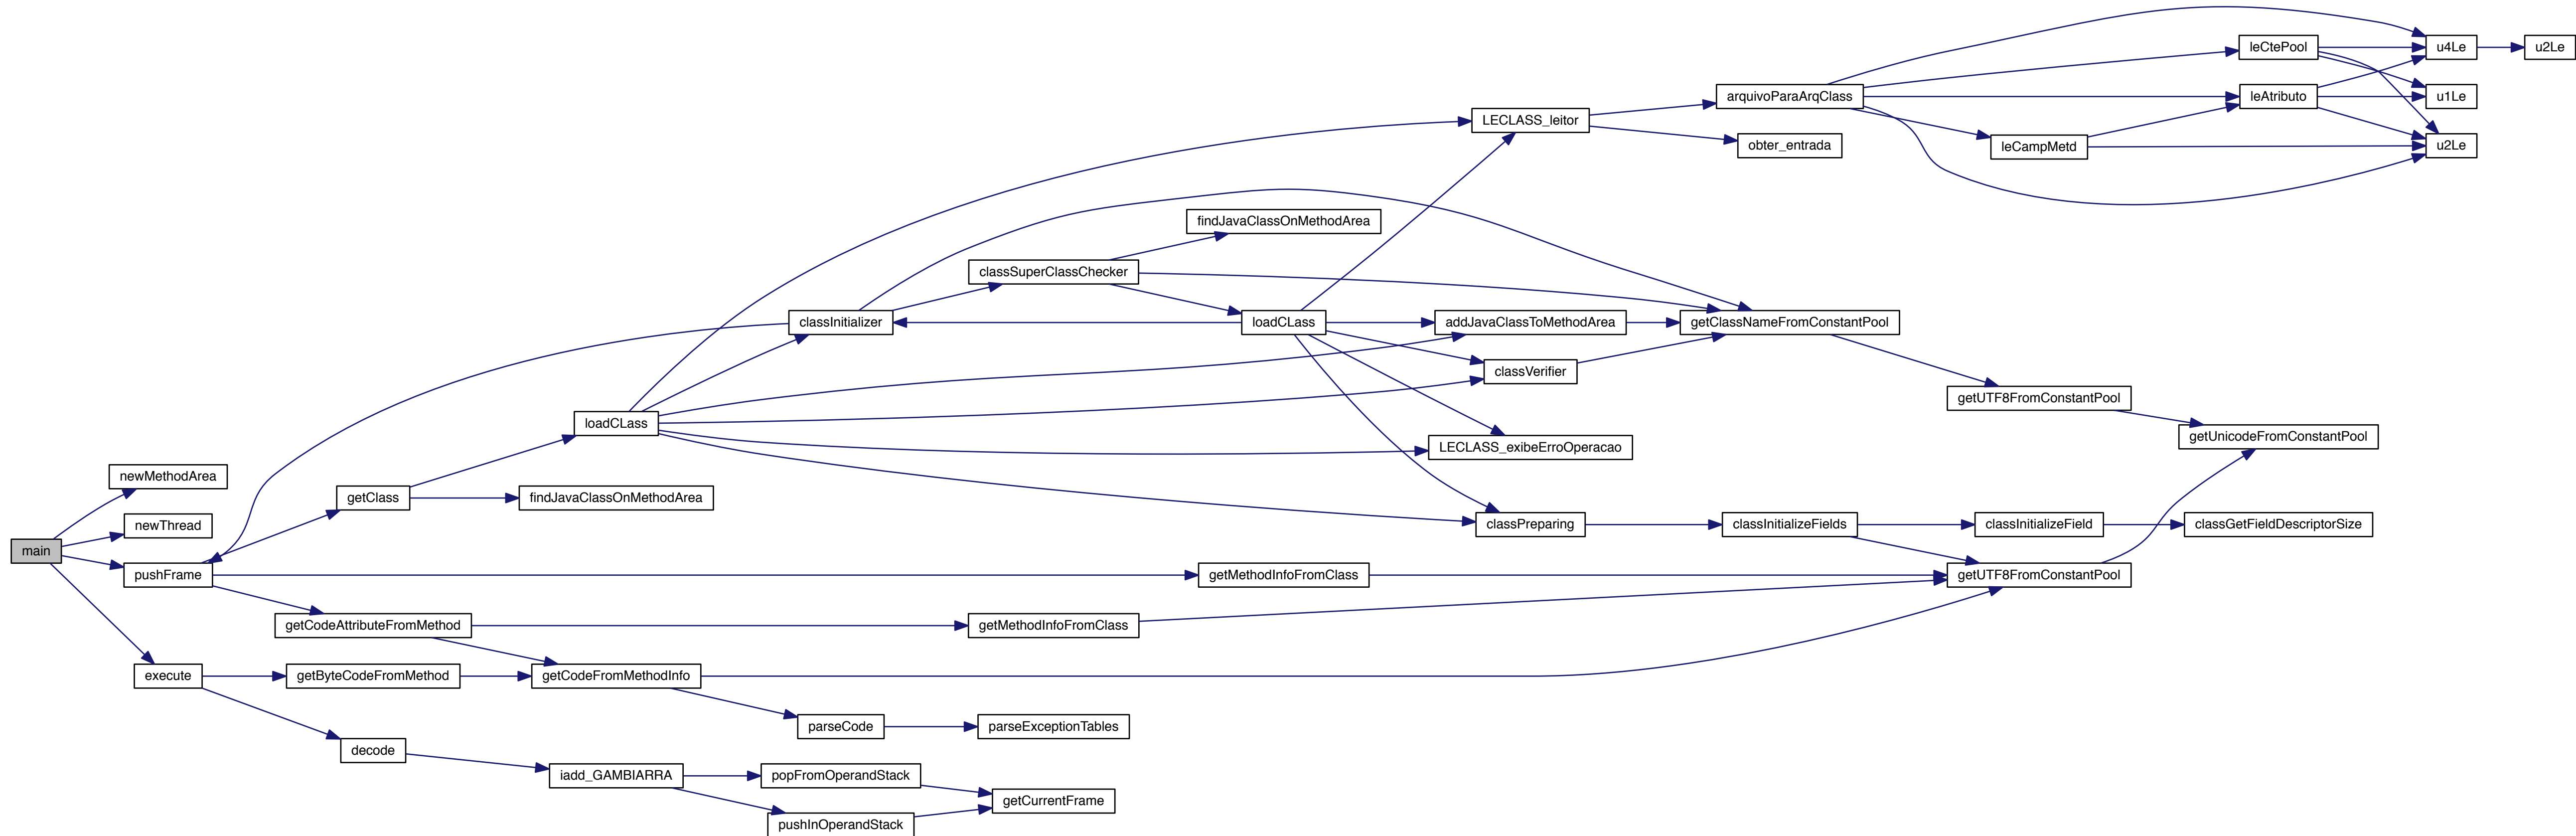 main
newMethodArea
newThread
pushFrame
execute
getClass
getCodeAttributeFromMethod
getByteCodeFromMethod
decode
loadCLass
findJavaClassOnMethodArea
getCodeFromMethodInfo
iadd_GAMBIARRA
classInitializer
parseCode
popFromOperandStack
pushInOperandStack
classSuperClassChecker
getMethodInfoFromClass
parseExceptionTables
getCurrentFrame
findJavaClassOnMethodArea
loadCLass
getMethodInfoFromClass
LECLASS_leitor
addJavaClassToMethodArea
classVerifier
LECLASS_exibeErroOperacao
classPreparing
arquivoParaArqClass
obter_entrada
getClassNameFromConstantPool
classInitializeFields
leCampMetd
getUTF8FromConstantPool
classInitializeField
getUTF8FromConstantPool
leCtePool
leAtributo
getUnicodeFromConstantPool
classGetFieldDescriptorSize
u4Le
u1Le
u2Le
u2Le